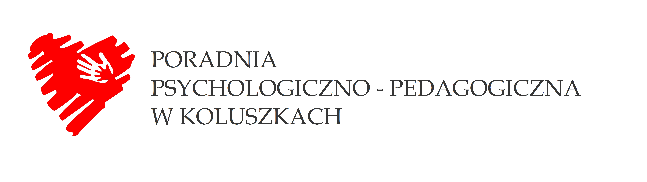 PORADNIA
PSYCHOLOGICZNO - PEDAGOGICZNA
W KOLUSZKACH